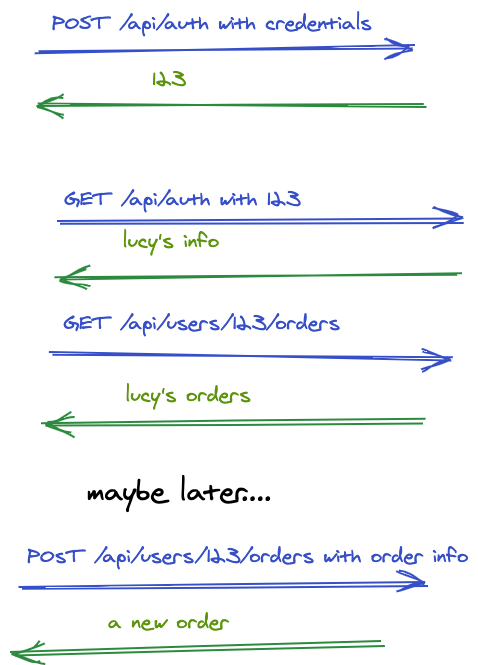 POST /api/auth with credentials
123
GET /api/auth with 123
lucy's info
GET /api/users/123/orders
lucy's orders
maybe later....
POST /api/users/123/orders with order info
a new order